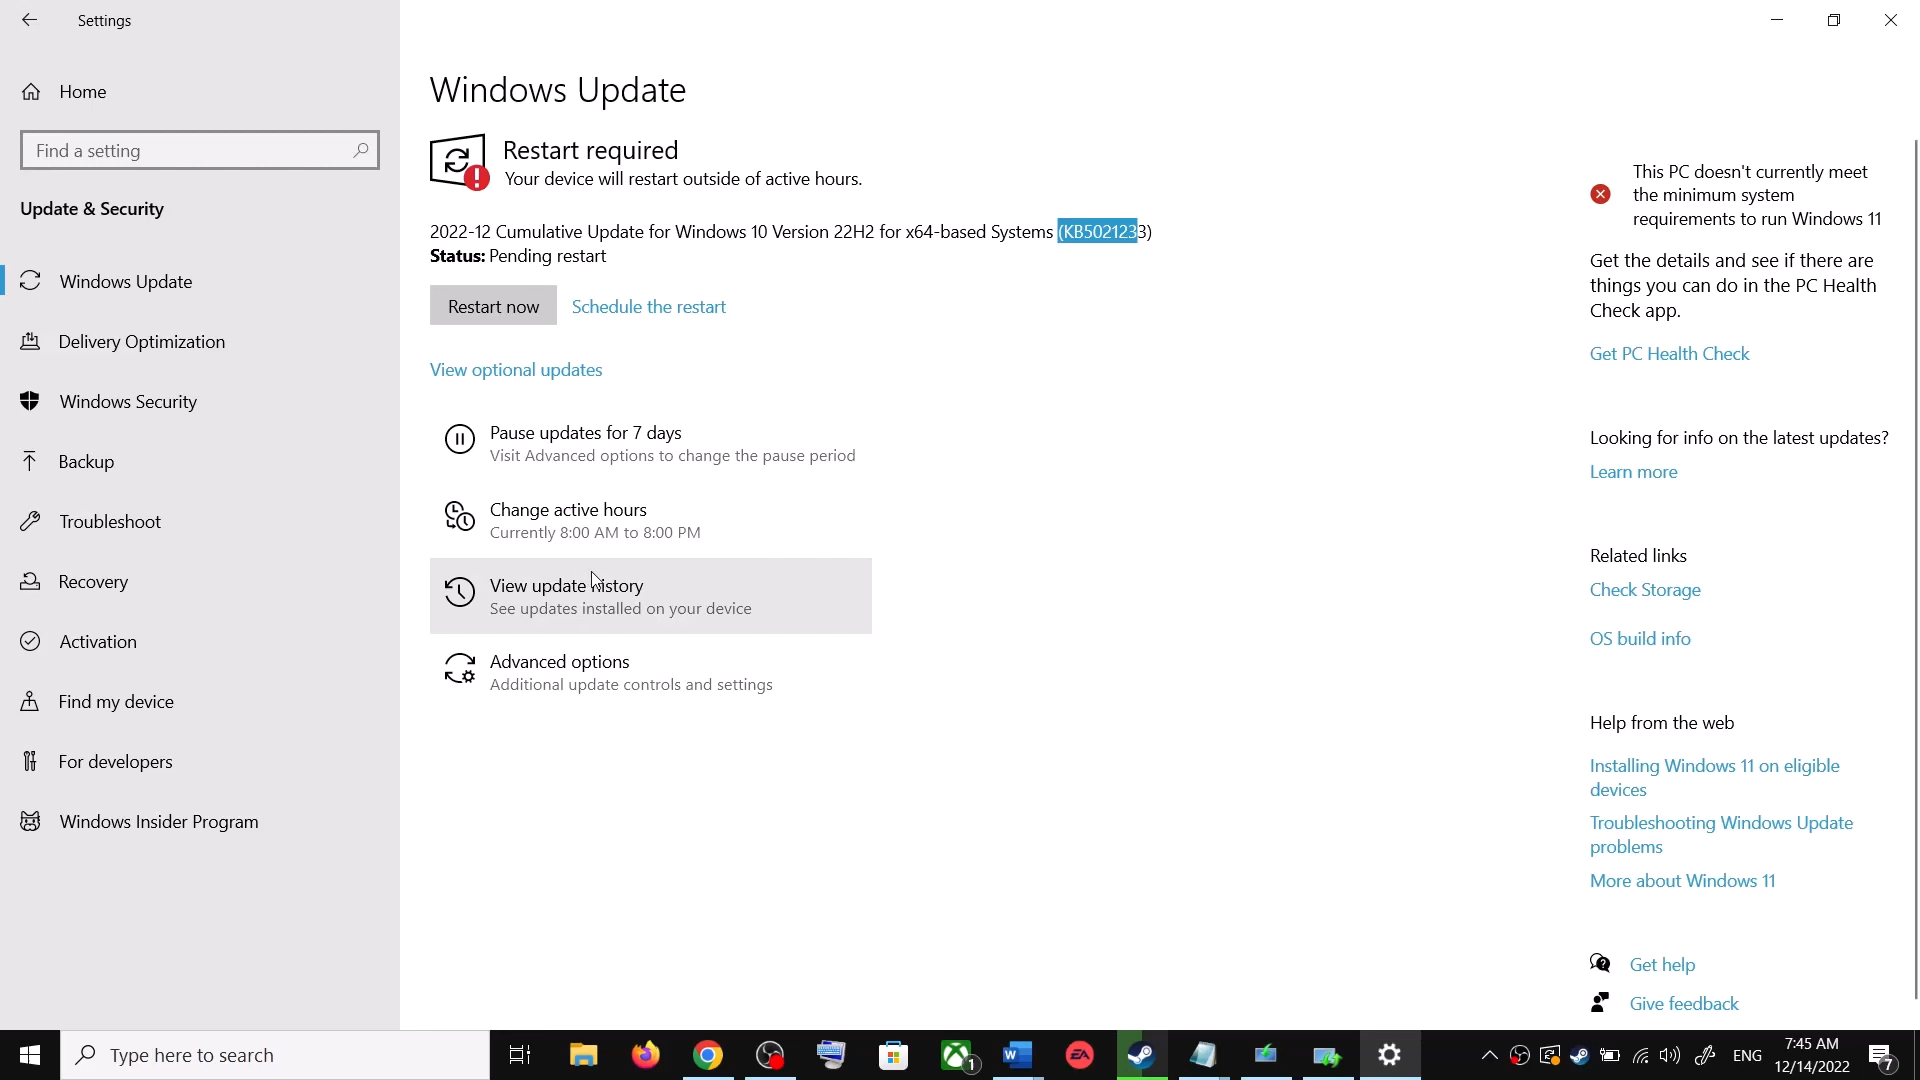 Settings
Home
Find a setting
Update & Security
Windows Update
Delivery Optimization
Windows Security
Backup
Troubleshoot
Recovery
Activation
Find my device
For developers
Windows Insider Program
Windows Update
Restart required
Your device will restart outside of active hours.
2022-12 Cumulative Update for Windows 10 Version 22H2 for x64-based Systems (KB5021233)
Status: Pending restart
Restart now
Schedule the restart
View optional updates
Pause updates for 7 days
Visit Advanced options to change the pause period
Change active hours
Currently 8:00 AM to 8:00 PM
View update history
See updates installed on your device
Advanced options
Additional update controls and settings
This PC doesn't currently meet
the minimum system
requirements to run Windows 11
Get the details and see if there are
things you can do in the PC Health
Check app.
Get PC Health Check
Looking for info on the latest updates?
Learn more
Related links
Check Storage
OS build info
Help from the web
Installing Windows 11 on eligible
devices
Troubleshooting Windows Update
problems
More about Windows 11
Get help
Give feedback
Type here to search
1
W
EA
ENG
7:45 AM
12/14/2022
7